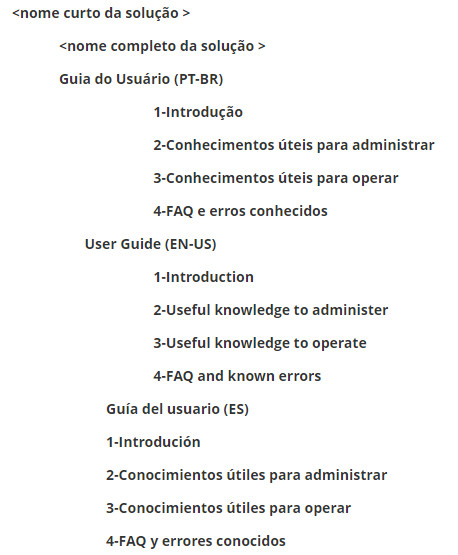 <nome curto da solução >
<nome completo da solução >
Guia do Usuário (PT-BR)
1-Introdução
2-Conhecimentos úteis para administrar
3-Conhecimentos úteis para operar
4-FAQ e erros conhecidos
User Guide (EN-US)
1-Introduction
2-Useful knowledge to administer
3-Useful knowledge to operate
4-FAQ and known errors
Guía del usuario (ES)
1-Introdución
2-Conocimientos útiles para administrar
3-Conocimientos útiles para operar
4-FAQ y errores conocidos